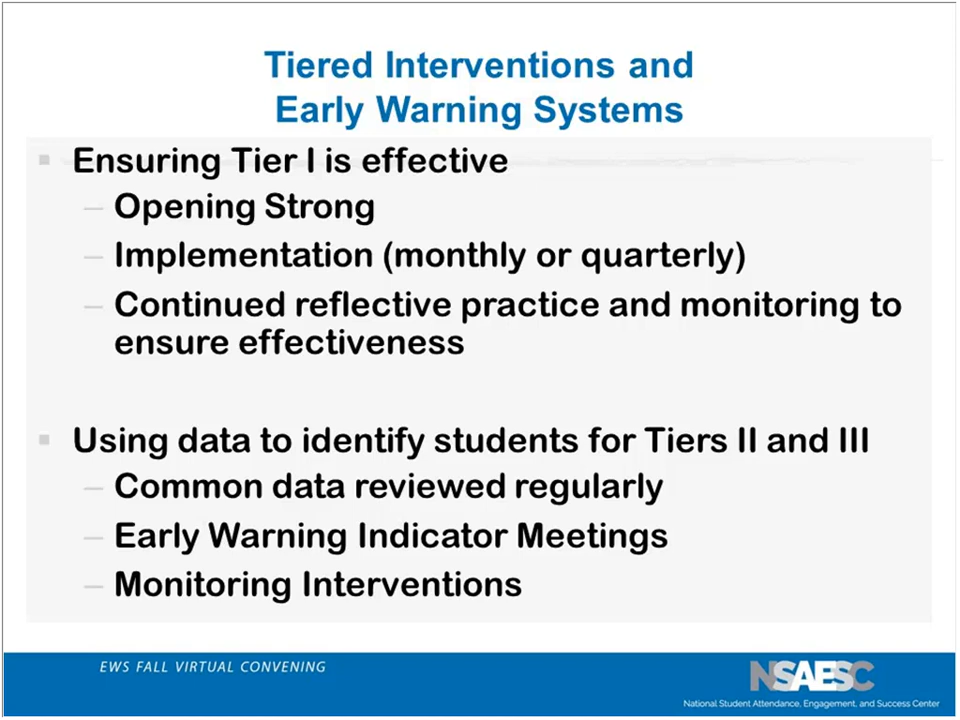 Tiered Interventions and
Early Warning Systems
Ensuring Tier I is effective
– Opening Strong
– Implementation (monthly or quarterly)
– Continued reflective practice and monitoring to
ensure effectiveness
Using data to identify students for Tiers II and III
– Common data reviewed regularly
– Early Warning Indicator Meetings
– Monitoring Interventions
EWS FALL VIRTUAL CONVENING
NSAESC
National Student Attendance, Engagement, and Success Center